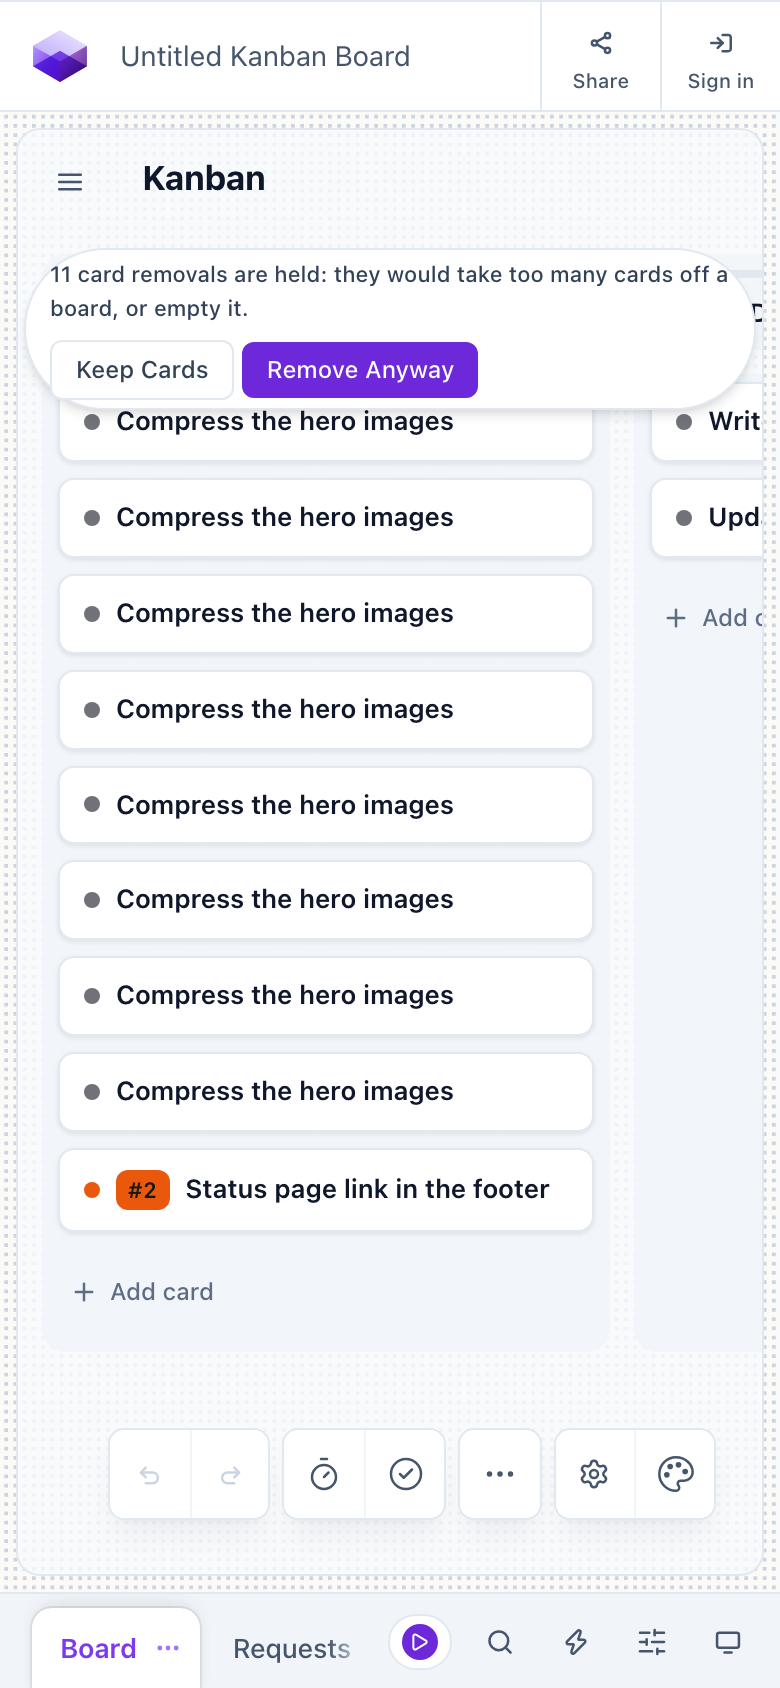 Untitled Kanban Board
Share
Sign in
Kanban
11 card removals are held: they would take too many cards off a
board, or empty it.
Keep Cards
Remove Anyway
Compress the hero images
Compress the hero images
Compress the hero images
Compress the hero images
Compress the hero images
Compress the hero images
Compress the hero images
Compress the hero images
#2 Status page link in the footer
Add card
Writ
Upd
Add
Board
Requests